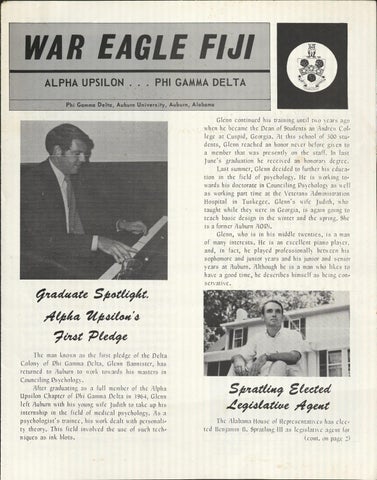 WAR EAGLE FIJI
ALPHA UPSILON . . . PHI GAMMA DELTA
Phi Gamma Delta, Auburn University, Auburn, Alabama
Graduate Spotlight,
Alpha Upsilon's
First Pledge
The man known as the first pledge of the Delta
Colony of Phi Gamma Delta, Glenn Bannister, has
returned to Auburn to work towards his masters in
Counciling Psychology.
After graduating as a full member of the Alpha
Upsilon Chapter of Phi Gamma Delta in 1964, Glenn
left Auburn with his young wife Judith to take up his
internship in the field of medical psychology. As a
psychologist's trainee, his work dealt with personali-
ty theory. This field involved the use of such tech-
niques as ink blots.
Glenn continued his training until two years ago
when he became the Dean of Students an Andrew Col-
lege at Cuspid, Georgia. At this school of 500 stu-
dents, Glenn reached an honor never before given to
a member that was presently on the staff. In last
June's graduation he received an honorary degree.
Last summer, Glenn decided to further his educa-
tion in the field of psychology. He is working to-
wards his doctorate in Counciling Psychology as well
as working part time at the Veterans Administration
Hospital in Tuskegee. Glenn's wife Judith, who
taught while they were in Georgia, is again going to
teach home design in the winter and the spring. She
is a former Auburn AOPi.
Glenn, who is in his middle twenties, is a man
of many interests. He is an excellent piano player,
and, in fact, he played professionally between his
sophomore and junior years and his junior and senior
years at Auburn. Although he is a man who likes to
have a good time, he describes himself as being con-
servative.
Spratling Elected
Legislative Agent
The Alabama House of Representatives has elec-
ted Benjamin B. Spratling III as legislative agent for
(cont. on page 2)